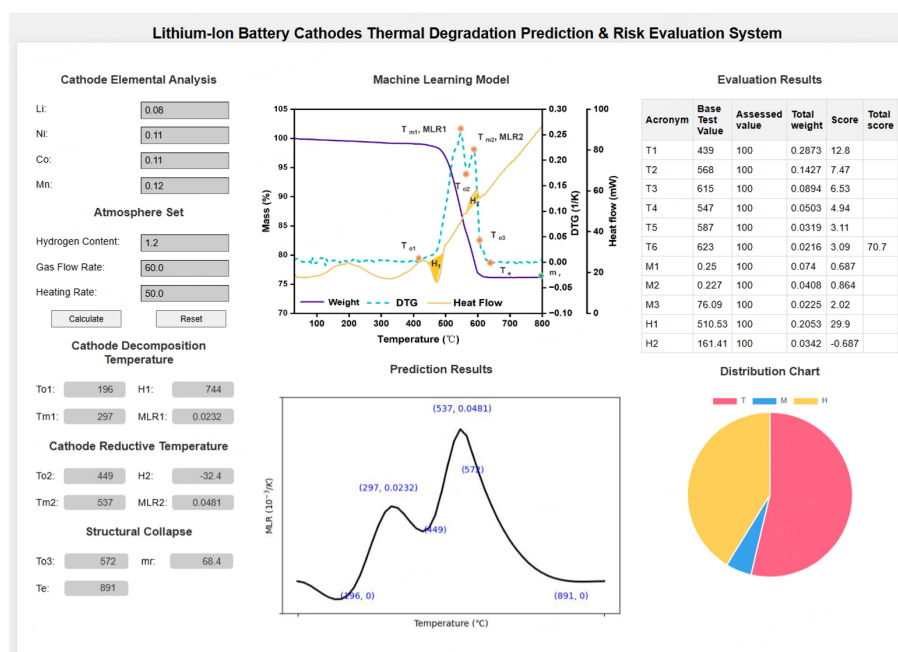 Lithium-Ion Battery Cathodes Thermal Degradation Prediction & Risk Evaluation System
Cathode Elemental Analysis
Li: 0.08
Ni: 0.11
Co: 0.11
Mn: 0.12
Atmosphere Set
Hydrogen Content: 1.2
Gas Flow Rate: 60.0
Heating Rate: 50.0
Calculate Reset
Cathode Decomposition
Temperature
To1: 196 H1: 744
Tm1: 297 MLR1: 0.0232
Cathode Reductive Temperature
To2: 449 H2: -32.4
Tm2: 537 MLR2: 0.0481
Structural Collapse
To3: 572 mr: 68.4
Te: 891
Machine Learning Model
Mass (%)
105
100
95
90
85
80
75
70
T m1, MLR1
T m2, MLR2
T o2
H 2
T o1
T o3
H 1
T e
m r
Weight DTG Heat Flow
100 200 300 400 500 600 700 800
Temperature (℃)
0.30
0.25
0.20
0.15
0.10
0.05
0.00
−0.05
−0.10
DTG (1/K)
100
80
60
40
20
0
Heat flow (mW)
Prediction Results
MLR (10⁻³/K)
(537, 0.0481)
(572)
(297, 0.0232)
(449)
(196, 0)
(891, 0)
Temperature (℃)
Evaluation Results
Acronym Base Test Value Assessed value Total weight Score Total score
T1 439 100 0.2873 12.8
T2 568 100 0.1427 7.47
T3 615 100 0.0894 6.53
T4 547 100 0.0503 4.94
T5 587 100 0.0319 3.11
T6 623 100 0.0216 3.09 70.7
M1 0.25 100 0.074 0.687
M2 0.227 100 0.0408 0.864
M3 76.09 100 0.0225 2.02
H1 510.53 100 0.2053 29.9
H2 161.41 100 0.0342 -0.687
Distribution Chart
T M H